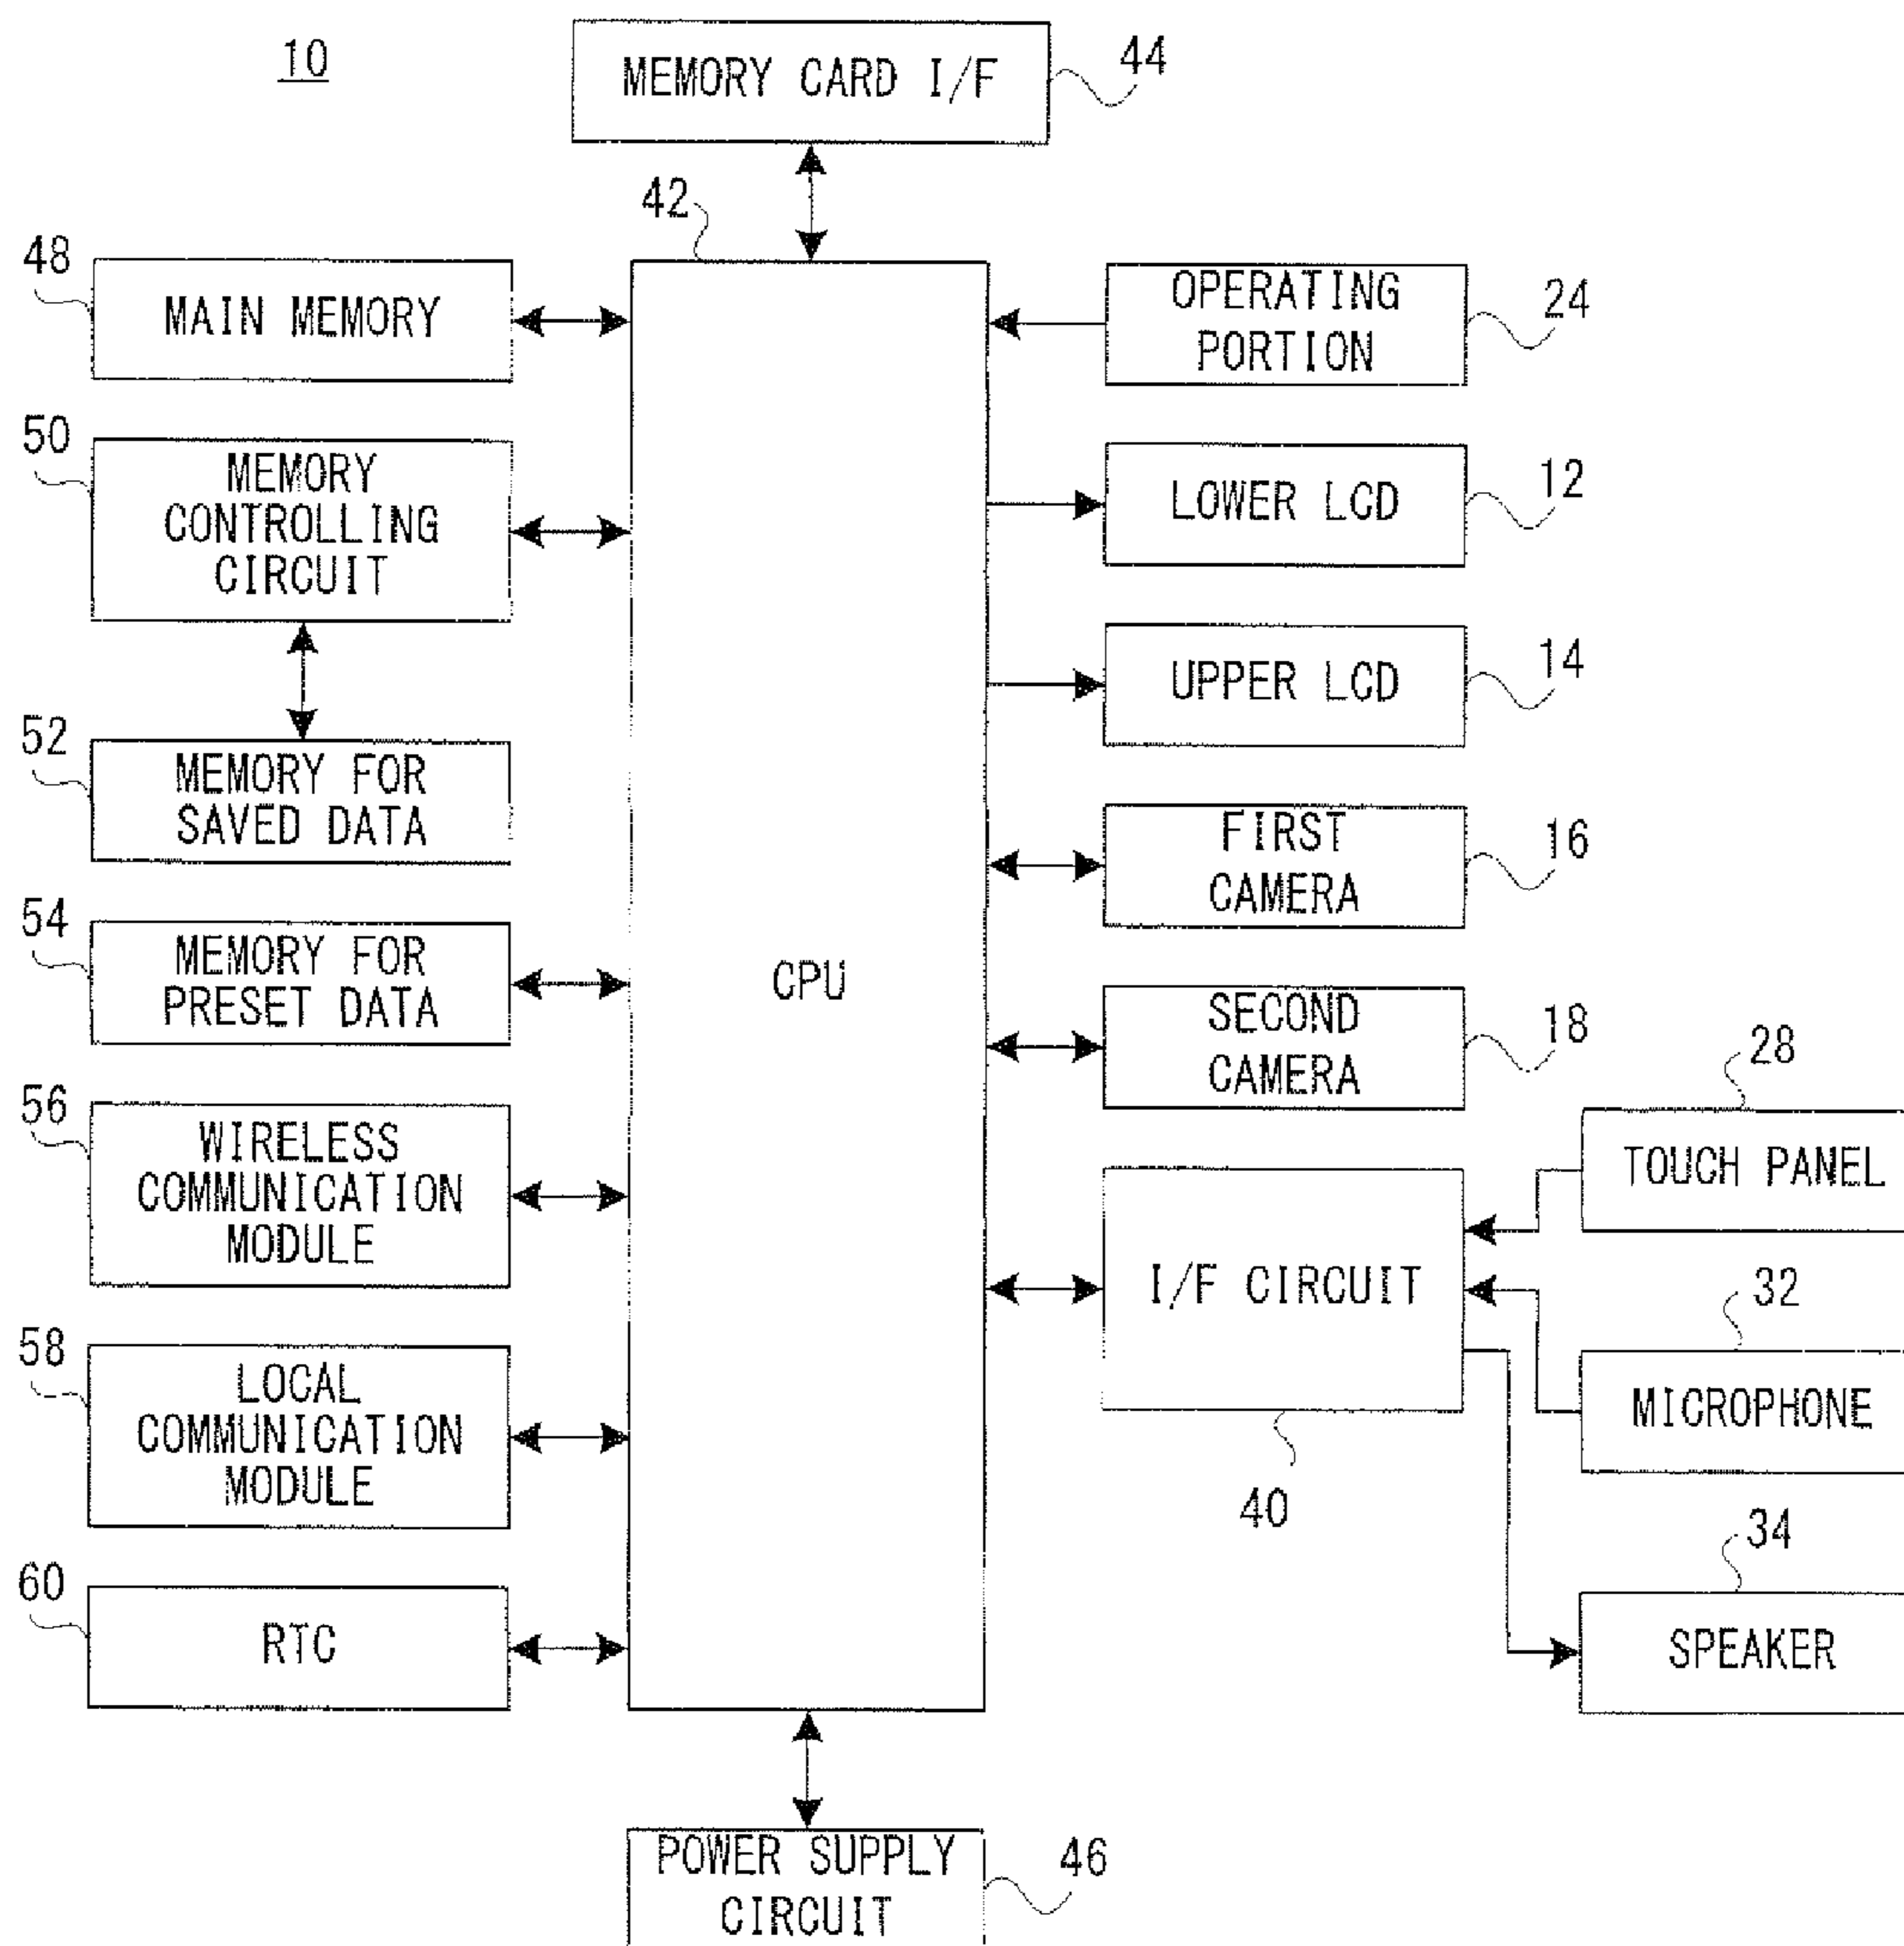 10
MEMORY CARD I/F
44
42
48
MAIN MEMORY
OPERATING
PORTION
24
50
MEMORY
CONTROLLING
CIRCUIT
LOWER LCD
12
UPPER LCD
14
52
MEMORY FOR
SAVED DATA
FIRST
CAMERA
16
54
MEMORY FOR
PRESET DATA
CPU
SECOND
CAMERA
18
28
TOUCH PANEL
56
WIRELESS
COMMUNICATION
MODULE
I/F CIRCUIT
40
32
MICROPHONE
58
LOCAL
COMMUNICATION
MODULE
34
SPEAKER
60
RTC
POWER SUPPLY
CIRCUIT
46